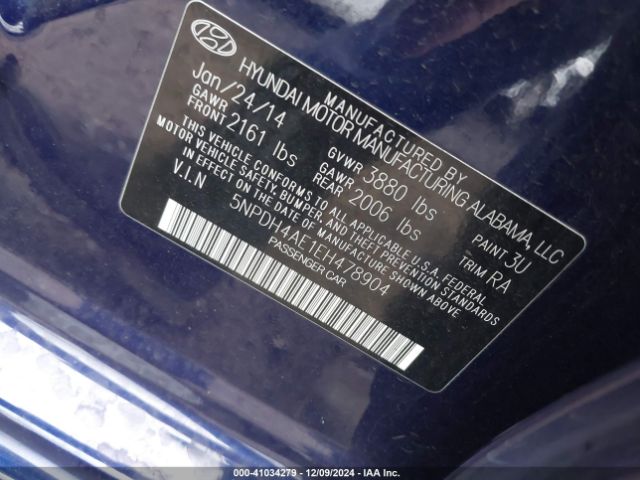 MANUFACTURED BY
HYUNDAI MOTOR MANUFACTURING ALABAMA, LLC
Jan/24/14
GAWR FRONT 2161 lbs
GVWR 3880 lbs
GAWR REAR 2006 lbs
PAINT 3U
TRIM RA
THIS VEHICLE CONFORMS TO ALL APPLICABLE U.S.A. FEDERAL
MOTOR VEHICLE SAFETY, BUMPER, AND THEFT PREVENTION STANDARDS
IN EFFECT ON THE DATE OF MANUFACTURE SHOWN ABOVE
V.I.N 5NPDH4AE1EH478904
PASSENGER CAR
000-41034279 - 12/09/2024 - IAA Inc.